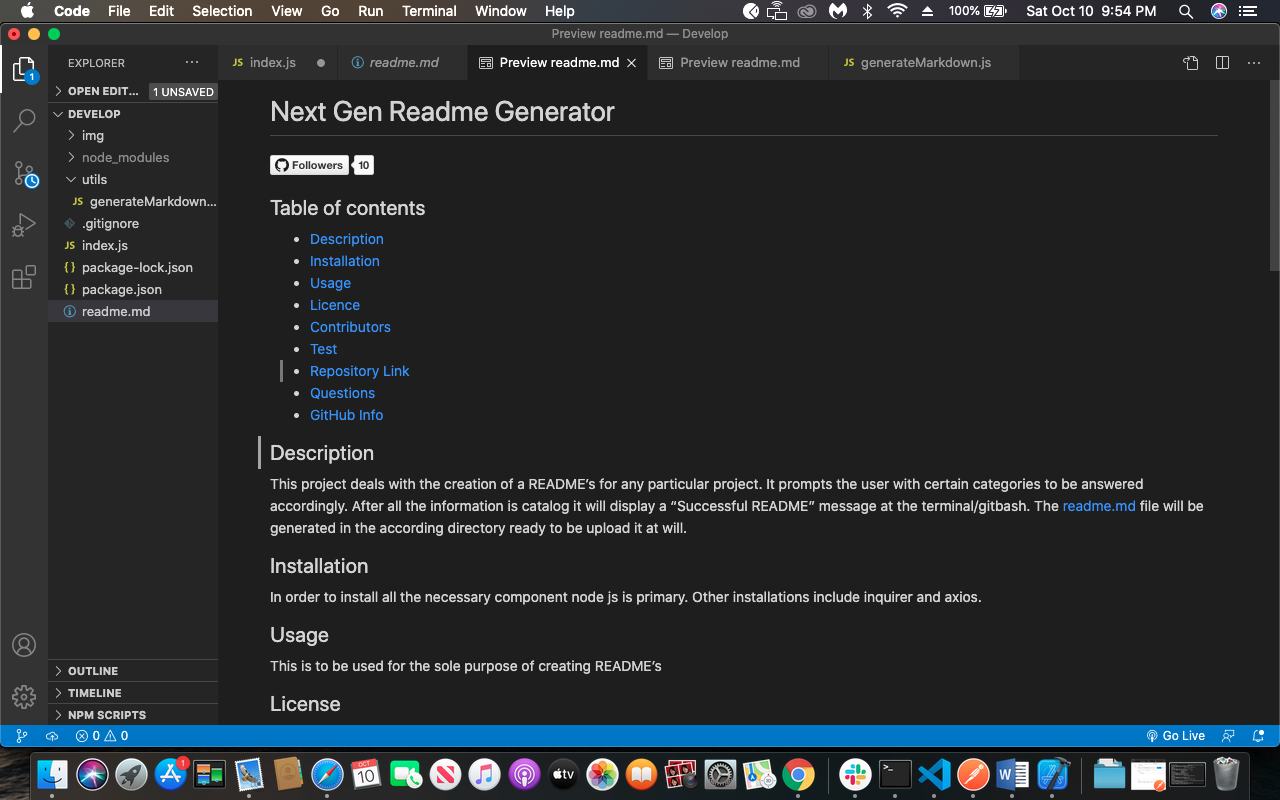 Code File Edit Selection View Go Run Terminal Window Help 100% Sat Oct 10 9:54 PM
Preview readme.md — Develop
EXPLORER
JS index.js
readme.md
Preview readme.md
Preview readme.md
JS generateMarkdown.js
OPEN EDIT... 1 UNSAVED
DEVELOP
img
node_modules
utils
JS generateMarkdown...
.gitignore
JS index.js
{} package-lock.json
{} package.json
readme.md
OUTLINE
TIMELINE
NPM SCRIPTS
1
Next Gen Readme Generator
Followers 10
Table of contents
• Description
• Installation
• Usage
• Licence
• Contributors
• Test
• Repository Link
• Questions
• GitHub Info
Description
This project deals with the creation of a README’s for any particular project. It prompts the user with certain categories to be answered
accordingly. After all the information is catalog it will display a “Successful README” message at the terminal/gitbash. The readme.md file will be
generated in the according directory ready to be upload it at will.
Installation
In order to install all the necessary component node js is primary. Other installations include inquirer and axios.
Usage
This is to be used for the sole purpose of creating README’s
License
0 0 Go Live
1
OCT
10
tv
>_
W